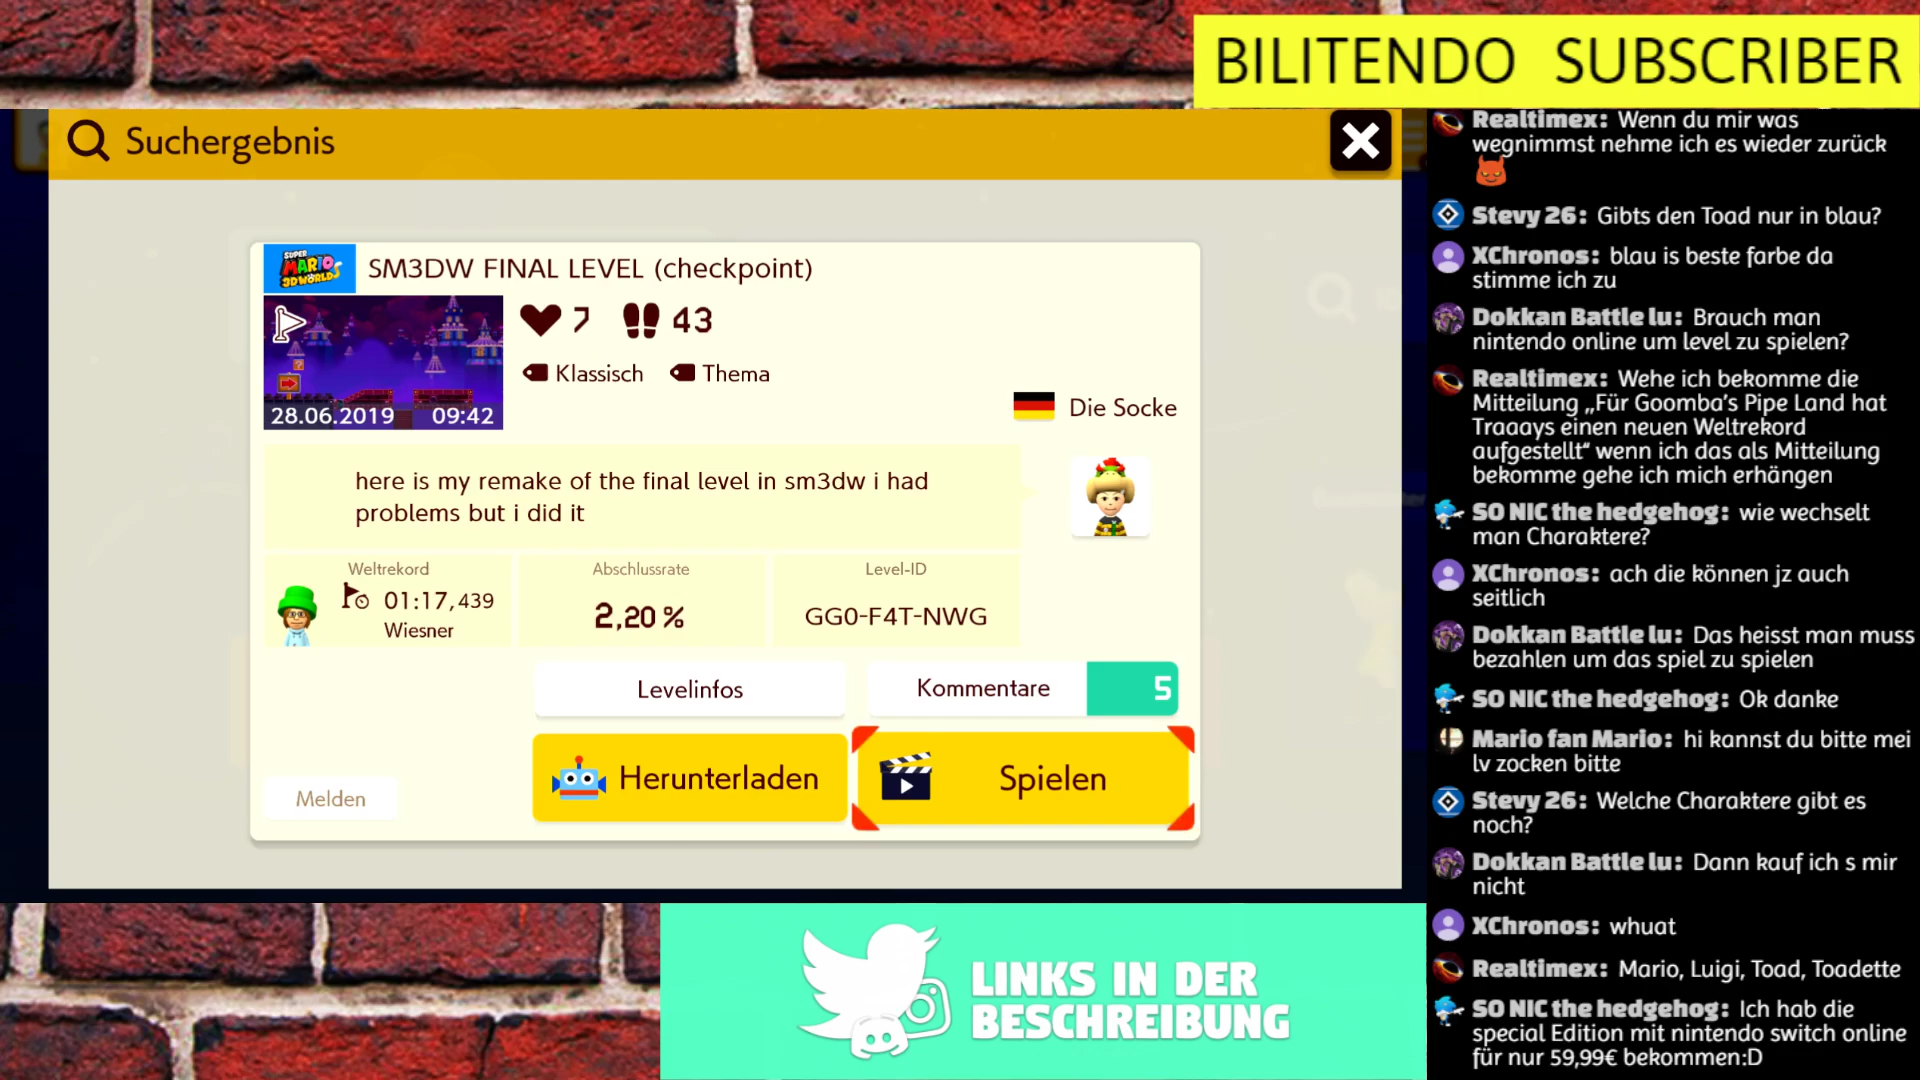 BILITENDO SUBSCRIBER
Suchergebnis
SUPER
MARIO
3D WORLD
SM3DW FINAL LEVEL (checkpoint)
7 43
Klassisch Thema
28.06.2019 09:42
Die Socke
here is my remake of the final level in sm3dw i had
problems but i did it
Weltrekord
01:17,439
Wiesner
Abschlussrate
2,20 %
Level-ID
GG0-F4T-NWG
Levelinfos
Kommentare 5
Melden
Herunterladen
Spielen
LINKS IN DER
BESCHREIBUNG
Realtimex: Wenn du mir was
wegnimmst nehme ich es wieder zurück
Stevy 26: Gibts den Toad nur in blau?
XChronos: blau is beste farbe da
stimme ich zu
Dokkan Battle lu: Brauch man
nintendo online um level zu spielen?
Realtimex: Wehe ich bekomme die
Mitteilung „Für Goomba's Pipe Land hat
Traaays einen neuen Weltrekord
aufgestellt“ wenn ich das als Mitteilung
bekomme gehe ich mich erhängen
SO NIC the hedgehog: wie wechselt
man Charaktere?
XChronos: ach die können jz auch
seitlich
Dokkan Battle lu: Das heisst man muss
bezahlen um das spiel zu spielen
SO NIC the hedgehog: Ok danke
Mario fan Mario: hi kannst du bitte mei
lv zocken bitte
Stevy 26: Welche Charaktere gibt es
noch?
Dokkan Battle lu: Dann kauf ich s mir
nicht
XChronos: whuat
Realtimex: Mario, Luigi, Toad, Toadette
SO NIC the hedgehog: Ich hab die
special Edition mit nintendo switch online
für nur 59,99€ bekommen:D